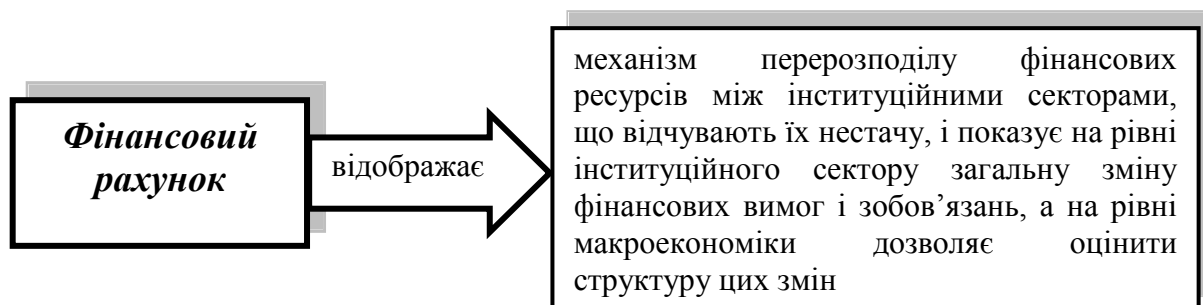 Фінансовий
рахунок
відображає
механізм перерозподілу фінансових
ресурсів між інституційними секторами,
що відчувають їх нестачу, і показує на рівні
інституційного сектору загальну зміну
фінансових вимог і зобов’язань, а на рівні
макроекономіки дозволяє оцінити
структуру цих змін